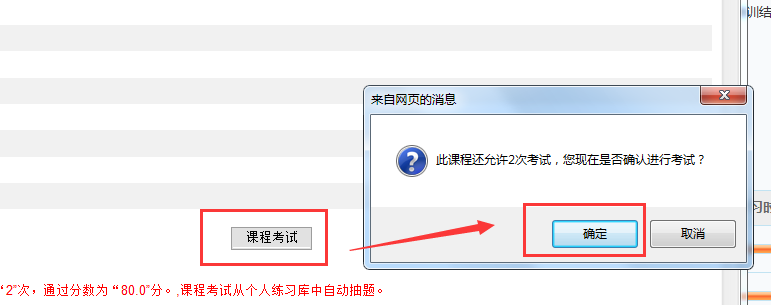 训结
来自网页的消息
此课程还允许2次考试，您现在是否确认进行考试？
习时
课程考试
确定
取消
“2”次，通过分数为“80.0”分。,课程考试从个人练习库中自动抽题。